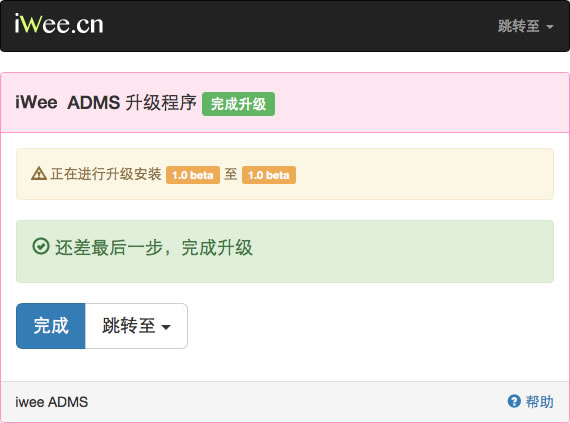 iWee.cn 跳转至
iWee ADMS 升级程序 完成升级
正在进行升级安装 1.0 beta 至 1.0 beta
还差最后一步，完成升级
完成 跳转至
iwee ADMS 帮助